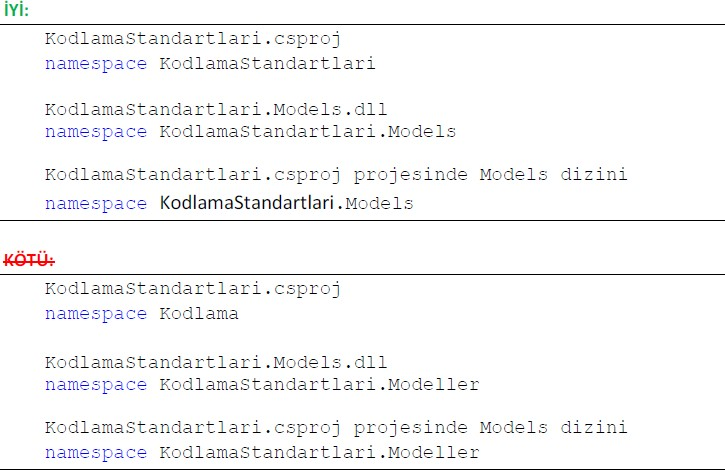 İYİ:
KodlamaStandartlari.csproj
namespace KodlamaStandartlari
KodlamaStandartlari.Models.dll
namespace KodlamaStandartlari.Models
KodlamaStandartlari.csproj projesinde Models dizini
namespace KodlamaStandartlari.Models
KÖTÜ:
KodlamaStandartlari.csproj
namespace Kodlama
KodlamaStandartlari.Models.dll
namespace KodlamaStandartlari.Modeller
KodlamaStandartlari.csproj projesinde Models dizini
namespace KodlamaStandartlari.Modeller